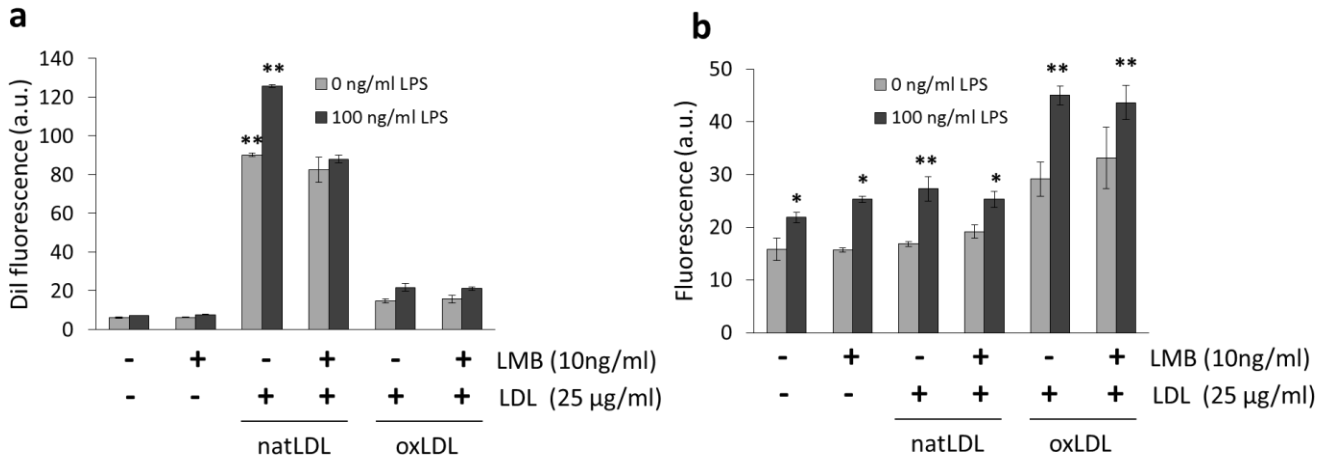 a
DiI fluorescence (a.u.)
140
120
100
80
60
40
20
0
**
**
0 ng/ml LPS
100 ng/ml LPS
- + - + - + LMB (10ng/ml)
- - + + + + LDL (25 μg/ml)
natLDL oxLDL
b
Fluorescence (a.u.)
50
40
30
20
10
0
0 ng/ml LPS
100 ng/ml LPS
* * ** * ** **
- + - + - + LMB (10ng/ml)
- - + + + + LDL (25 μg/ml)
natLDL oxLDL